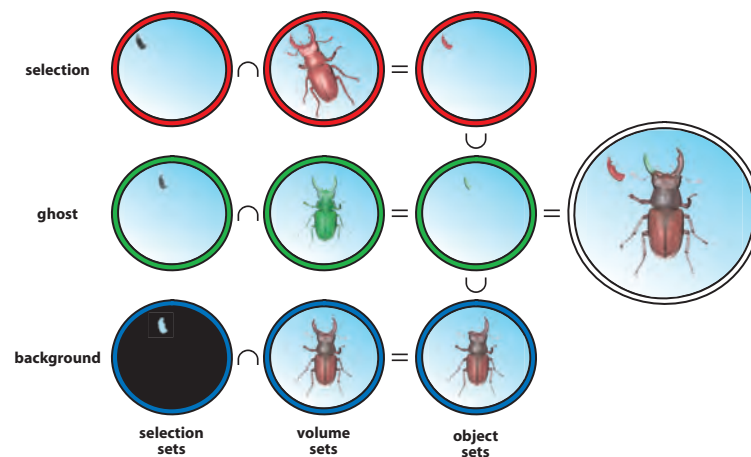 selection
ghost
background
selection
sets
volume
sets
object
sets